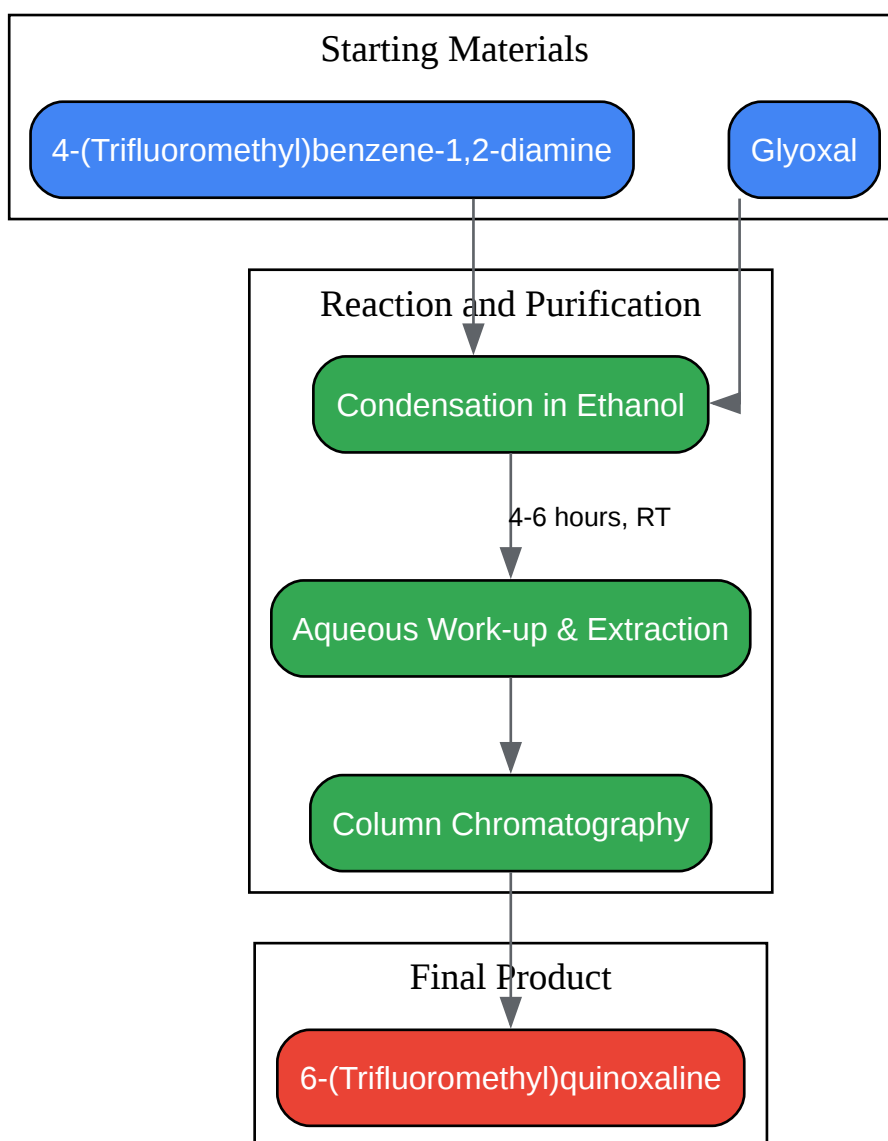 Starting Materials
4-(Trifluoromethyl)benzene-1,2-diamine
Glyoxal
Reaction and Purification
Condensation in Ethanol
4-6 hours, RT
Aqueous Work-up & Extraction
Column Chromatography
Final Product
6-(Trifluoromethyl)quinoxaline